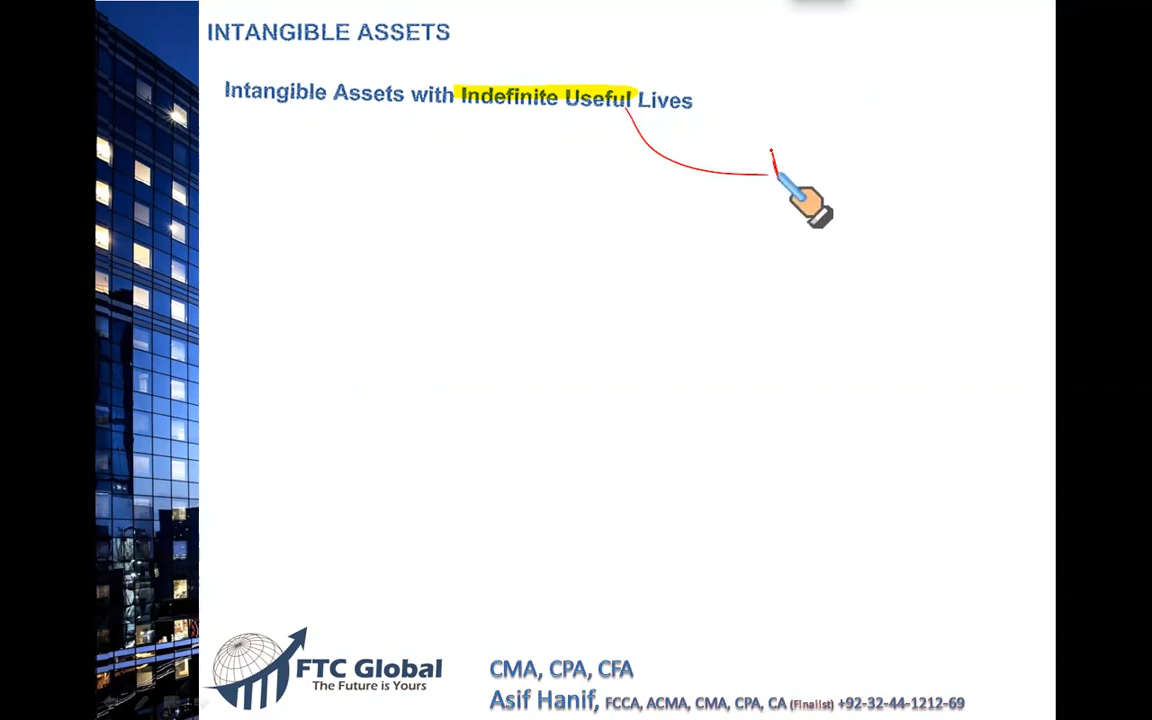 INTANGIBLE ASSETS
Intangible Assets with Indefinite Useful Lives
FTC Global
The Future is Yours
CMA, CPA, CFA
Asif Hanif, FCCA, ACMA, CMA, CPA, CA (Finalist) +92-32-44-1212-69